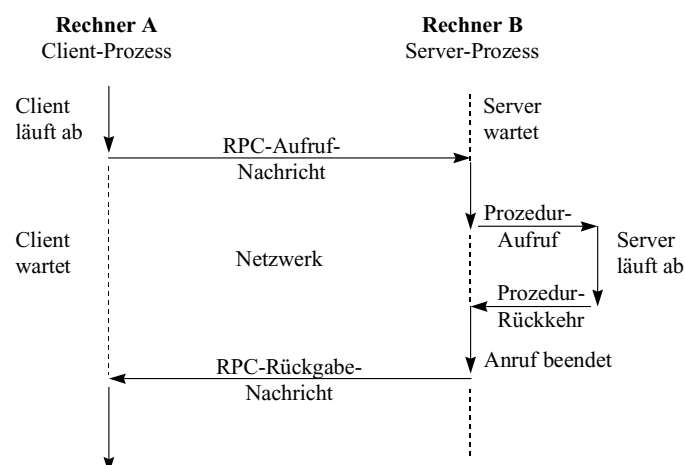 Rechner A
Client-Prozess
Rechner B
Server-Prozess
Client
läuft ab
Server
wartet
RPC-Aufruf-
Nachricht
Prozedur-
Aufruf
Client
wartet
Netzwerk
Server
läuft ab
Prozedur-
Rückkehr
Anruf beendet
RPC-Rückgabe-
Nachricht